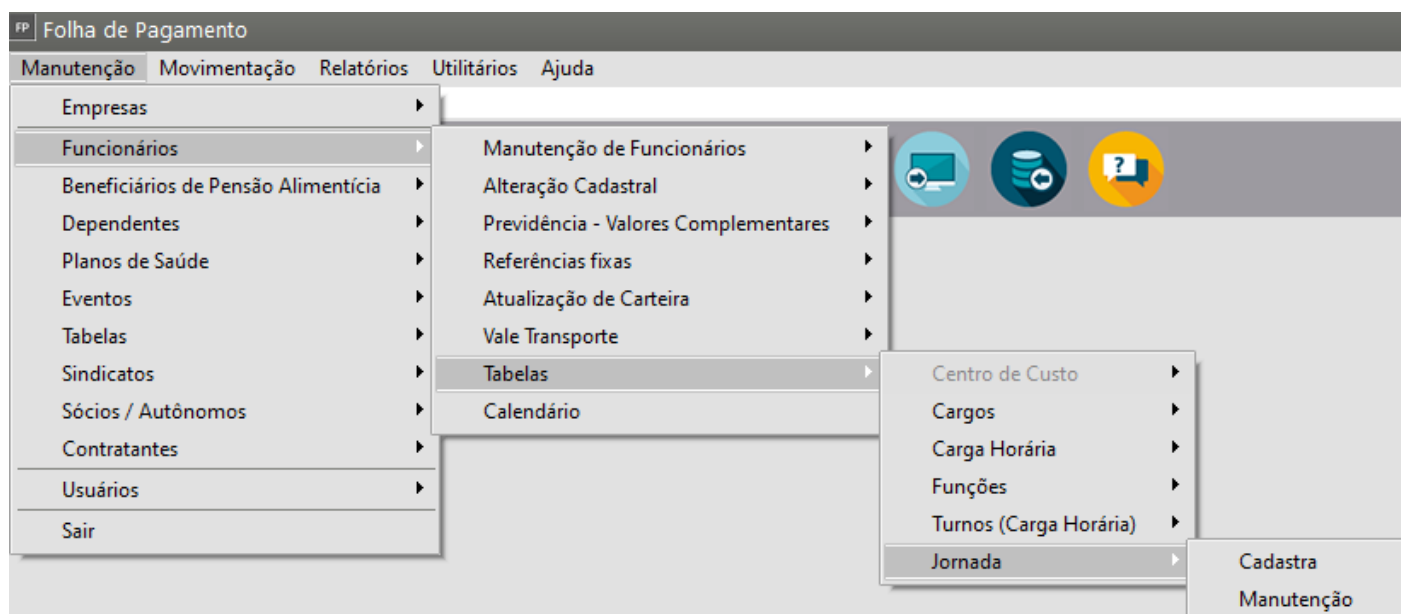 FP Folha de Pagamento
Manutenção Movimentação Relatórios Utilitários Ajuda
Empresas
Funcionários
Beneficiários de Pensão Alimentícia
Dependentes
Planos de Saúde
Eventos
Tabelas
Sindicatos
Sócios / Autônomos
Contratantes
Usuários
Sair
Manutenção de Funcionários
Alteração Cadastral
Previdência - Valores Complementares
Referências fixas
Atualização de Carteira
Vale Transporte
Tabelas
Calendário
?
Centro de Custo
Cargos
Carga Horária
Funções
Turnos (Carga Horária)
Jornada
Cadastra
Manutenção